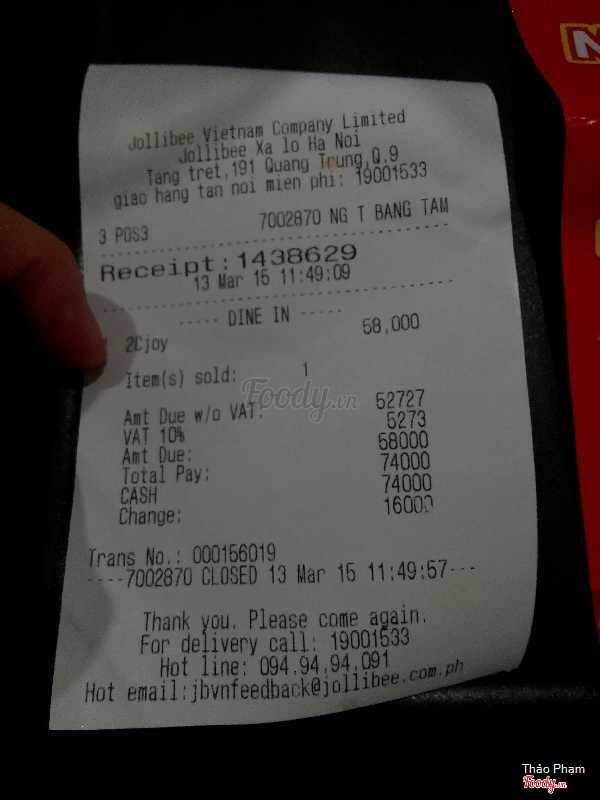 Jollibee Vietnam Company Limited
Jollibee Xa lo Ha Noi
Tang tret,191 Quang Trung,Q.9
giao hang tan noi mien phi: 19001533
3 POS3 7002870 NG T BANG TAM
Receipt:1438629
13 Mar 15 11:49:09
----- DINE IN -----
2Cjoy 58,000
Item(s) sold: 1
Amt Due w/o VAT: 52727
VAT 10% 5273
Amt Due: 58000
Total Pay: 74000
CASH 74000
Change: 16000
Trans No.: 000156019
----7002870 CLOSED 13 Mar 15 11:49:57---
Thank you. Please come again.
For delivery call: 19001533
Hot line: 094.94.94.091
Hot email:jbvnfeedback@jollibee.com.ph
Foody.vn
Thảo Phạm
Foody.vn